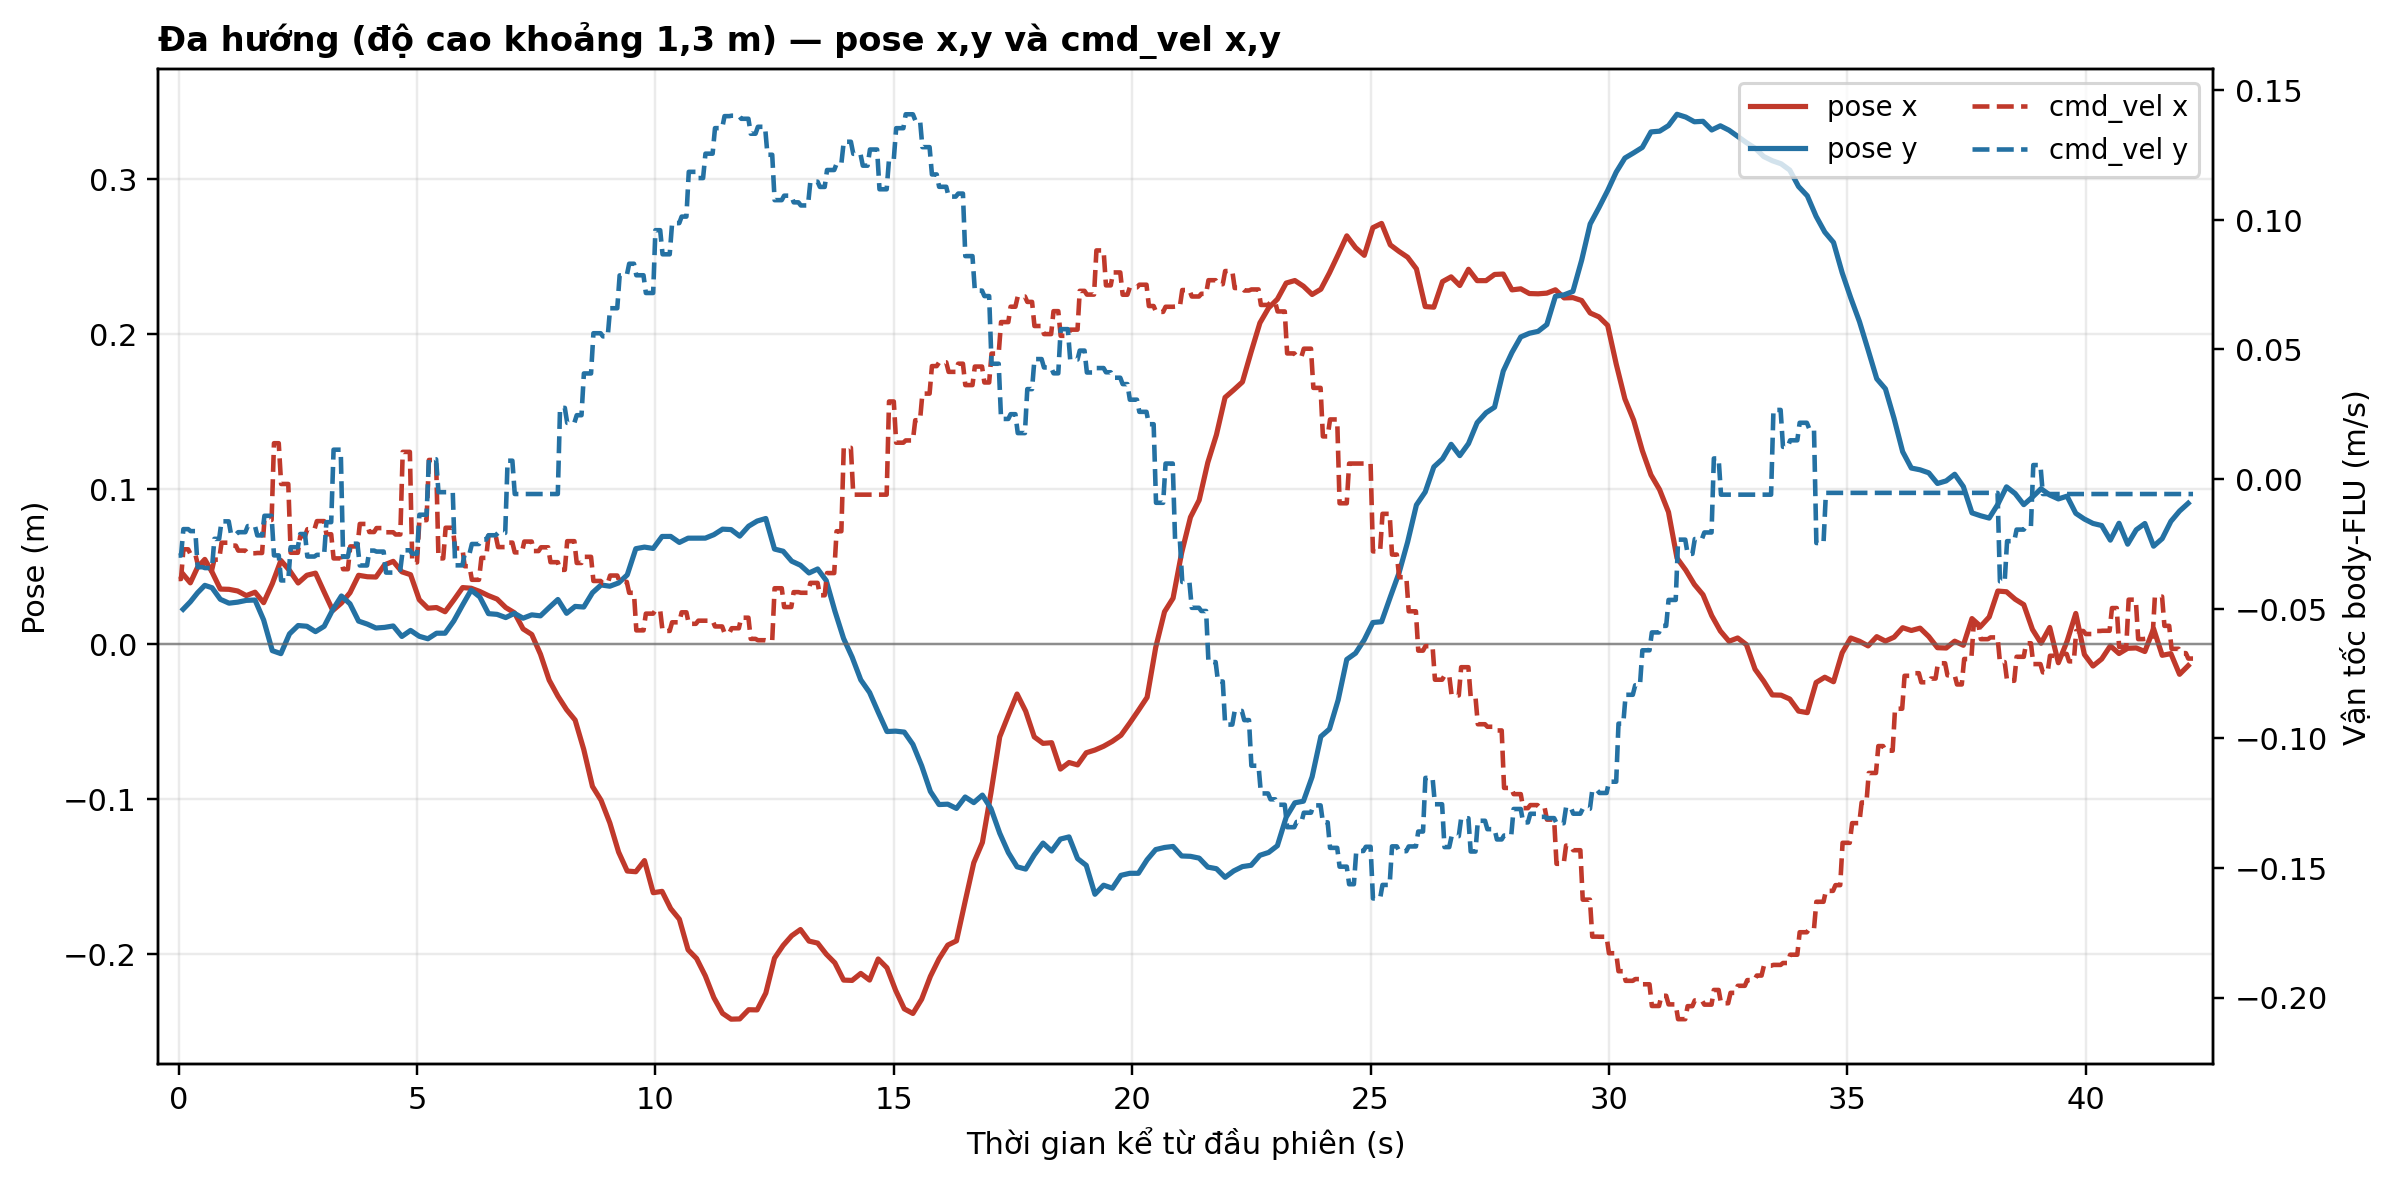 Đa hướng (độ cao khoảng 1,3 m) — pose x,y và cmd_vel x,y
pose x
pose y
cmd_vel x
cmd_vel y
Pose (m)
0.3
0.2
0.1
0.0
−0.1
−0.2
0.15
0.10
0.05
0.00
−0.05
−0.10
−0.15
−0.20
Vận tốc body-FLU (m/s)
0 5 10 15 20 25 30 35 40
Thời gian kể từ đầu phiên (s)